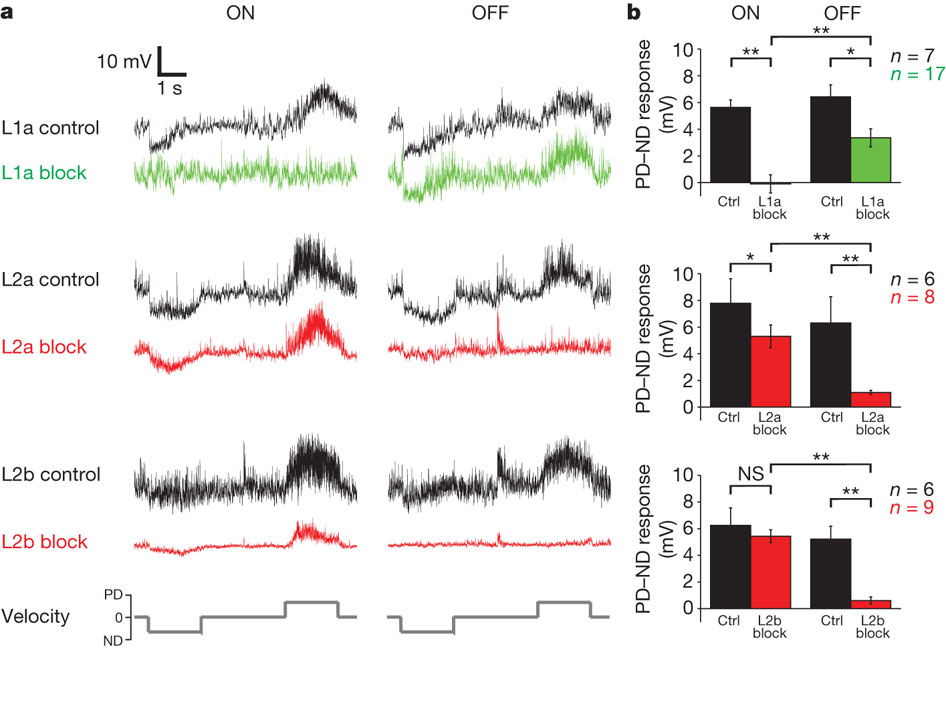 a
ON
OFF
10 mV
1 s
L1a control
L1a block
L2a control
L2a block
L2b control
L2b block
Velocity
PD
0
ND
b
ON
OFF
**
**
*
n = 7
n = 17
PD–ND response
(mV)
10
8
6
4
2
0
Ctrl
L1a
block
Ctrl
L1a
block
**
*
**
n = 6
n = 8
PD–ND response
(mV)
10
8
6
4
2
0
Ctrl
L2a
block
Ctrl
L2a
block
**
NS
**
n = 6
n = 9
PD–ND response
(mV)
10
8
6
4
2
0
Ctrl
L2b
block
Ctrl
L2b
block